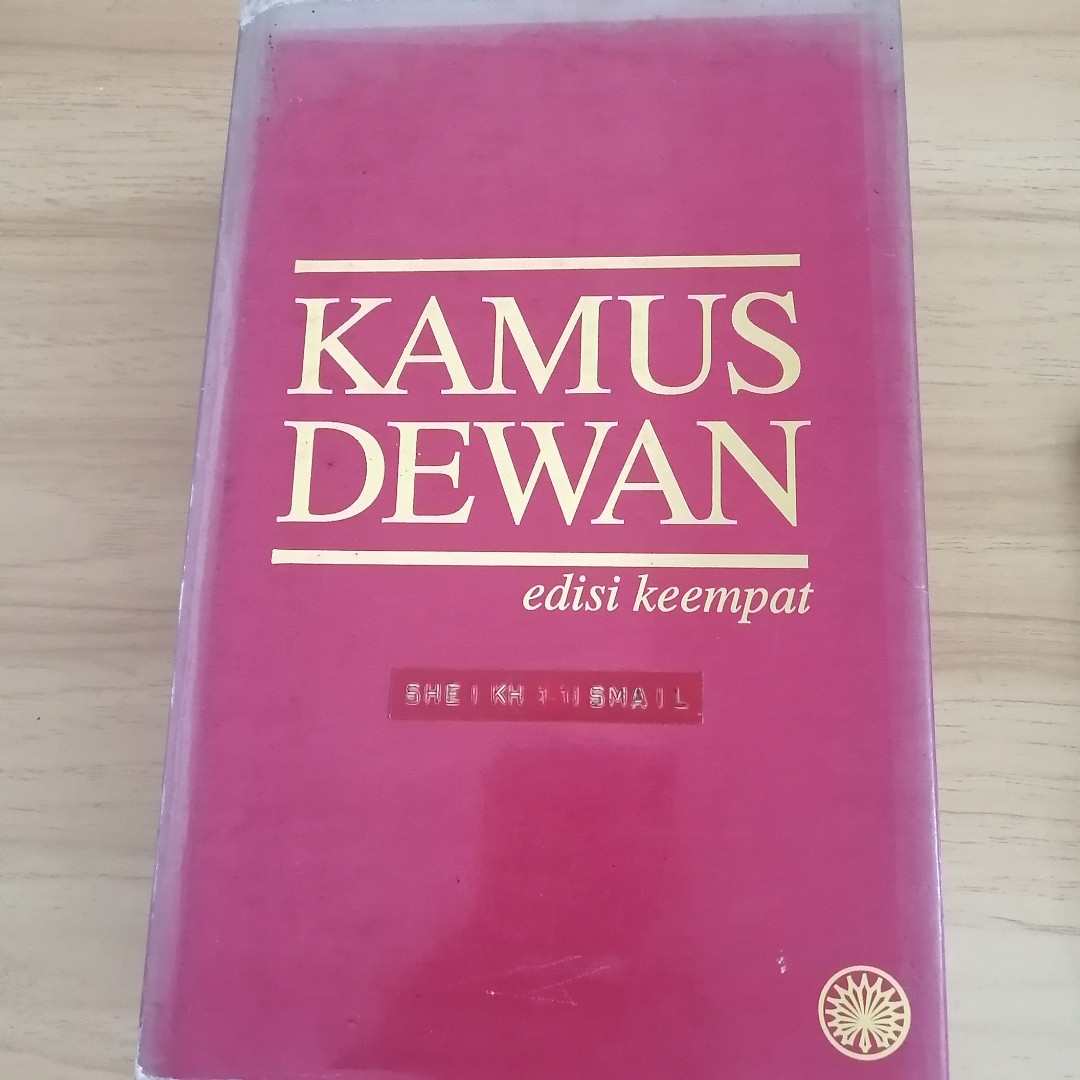 KAMUS
DEWAN
edisi keempat
SHEIKH ISMAIL